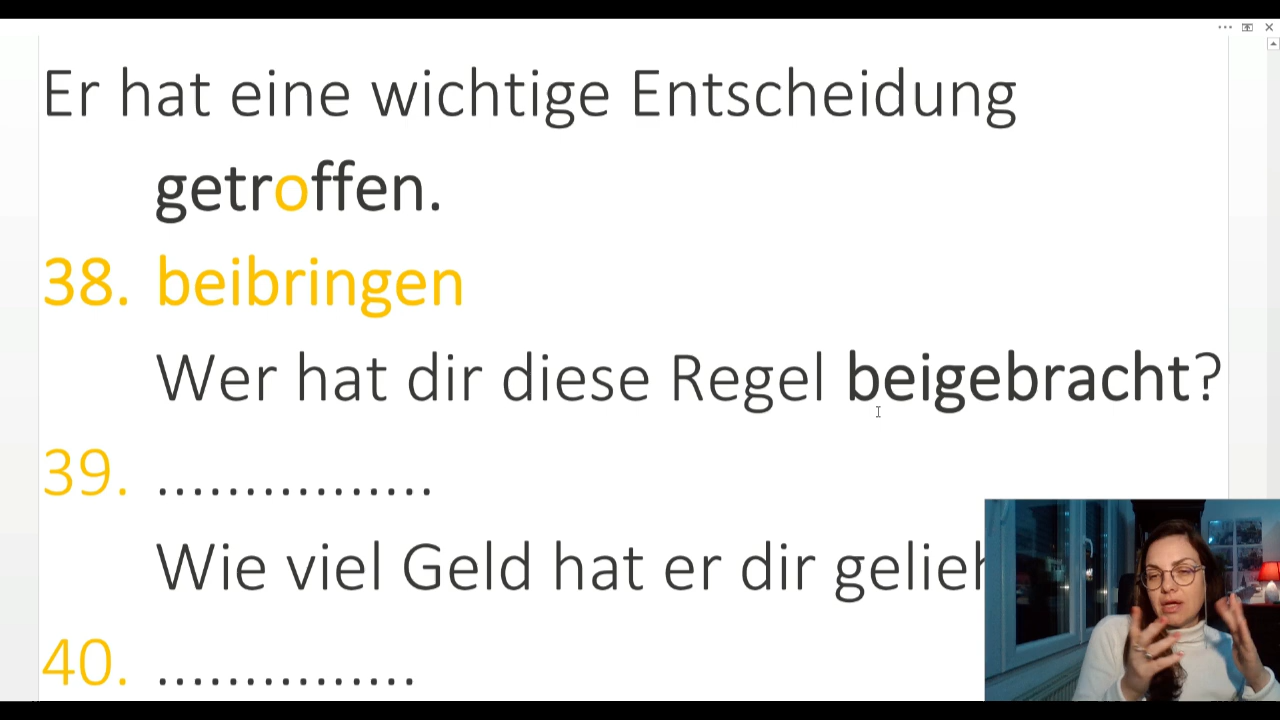 Er hat eine wichtige Entscheidung
getroffen.
38. beibringen
Wer hat dir diese Regel beigebracht?
39. ................
Wie viel Geld hat er dir
40. ...............